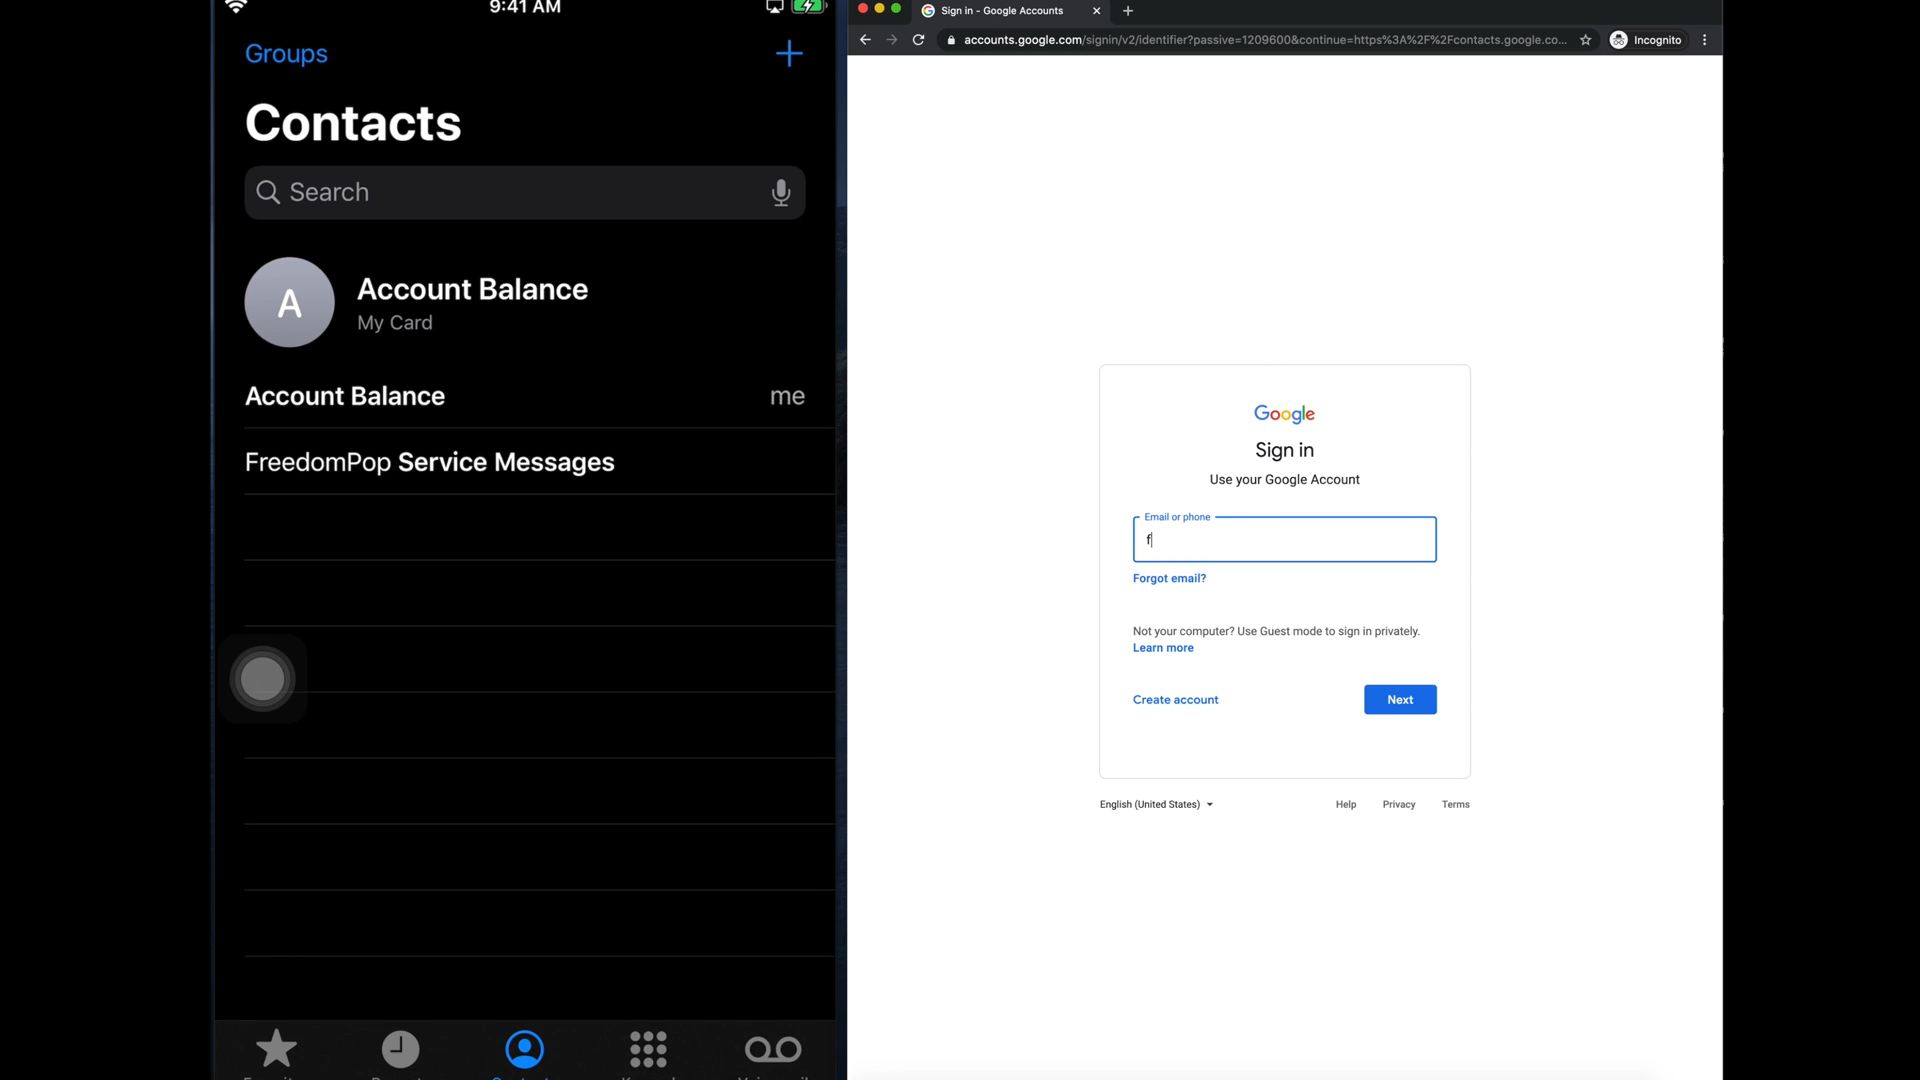 9:41 AM
Groups
Contacts
Search
A
Account Balance
My Card
Account Balance me
FreedomPop Service Messages
Sign in - Google Accounts
accounts.google.com/signin/v2/identifier?passive=1209600&continue=https%3A%2F%2Fcontacts.google.co...
Incognito
Google
Sign in
Use your Google Account
Email or phone
f
Forgot email?
Not your computer? Use Guest mode to sign in privately.
Learn more
Create account
Next
English (United States)
Help
Privacy
Terms